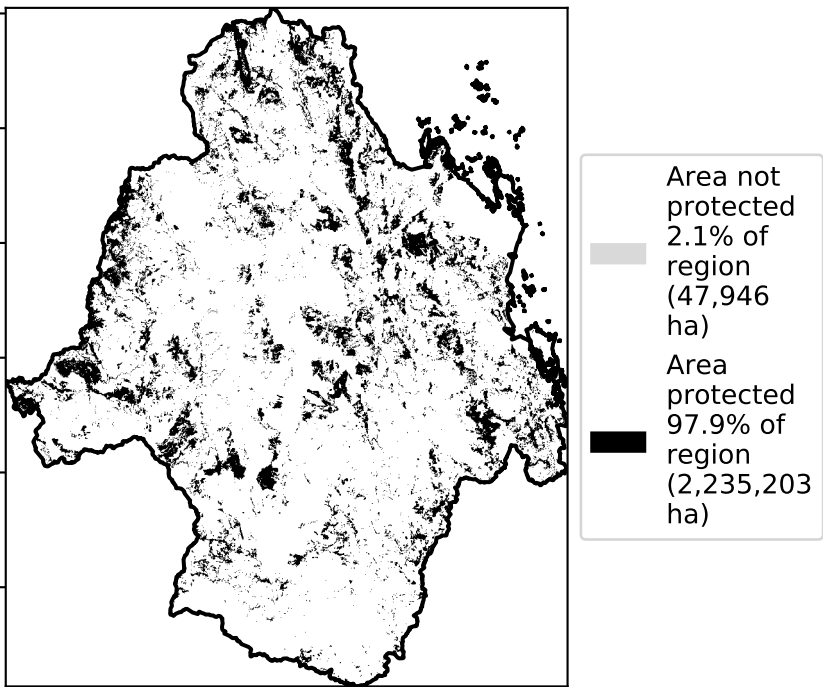 Area not
protected
2.1% of
region
(47,946
ha)
Area
protected
97.9% of
region
(2,235,203
ha)